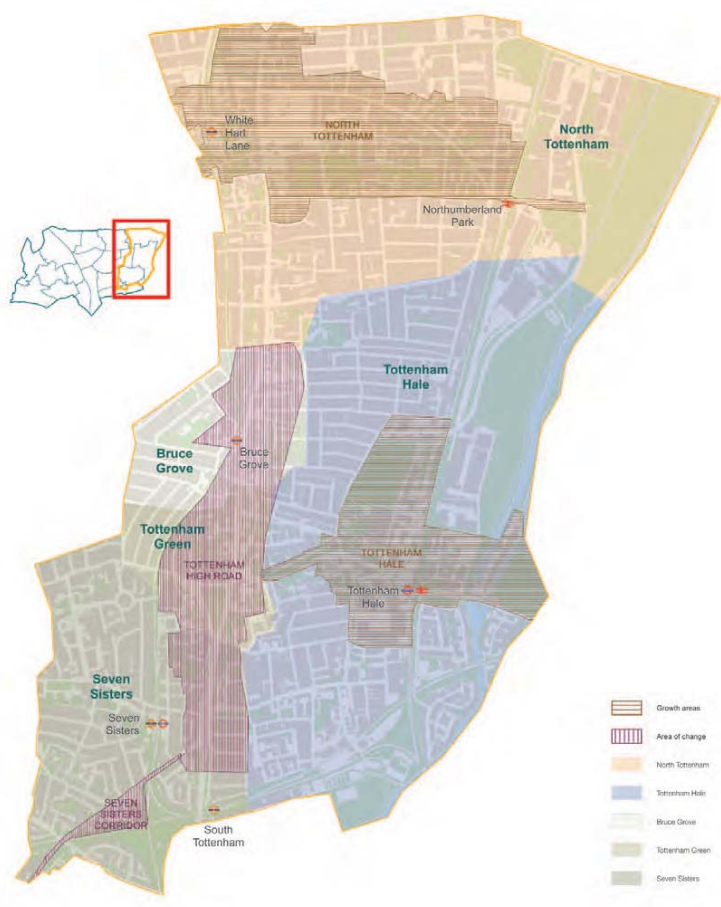 White
Hart
Lane
NORTH
TOTTENHAM
North
Tottenham
Northumberland
Park
Tottenham
Hale
Bruce
Grove
Bruce
Grove
Tottenham
Green
TOTTENHAM
HIGH ROAD
TOTTENHAM
HALE
Tottenham
Hale
Seven
Sisters
Seven
Sisters
SEVEN
SISTERS
CORRIDOR
South
Tottenham
Growth areas
Area of change
North Tottenham
Tottenham Hale
Bruce Grove
Tottenham Green
Seven Sisters